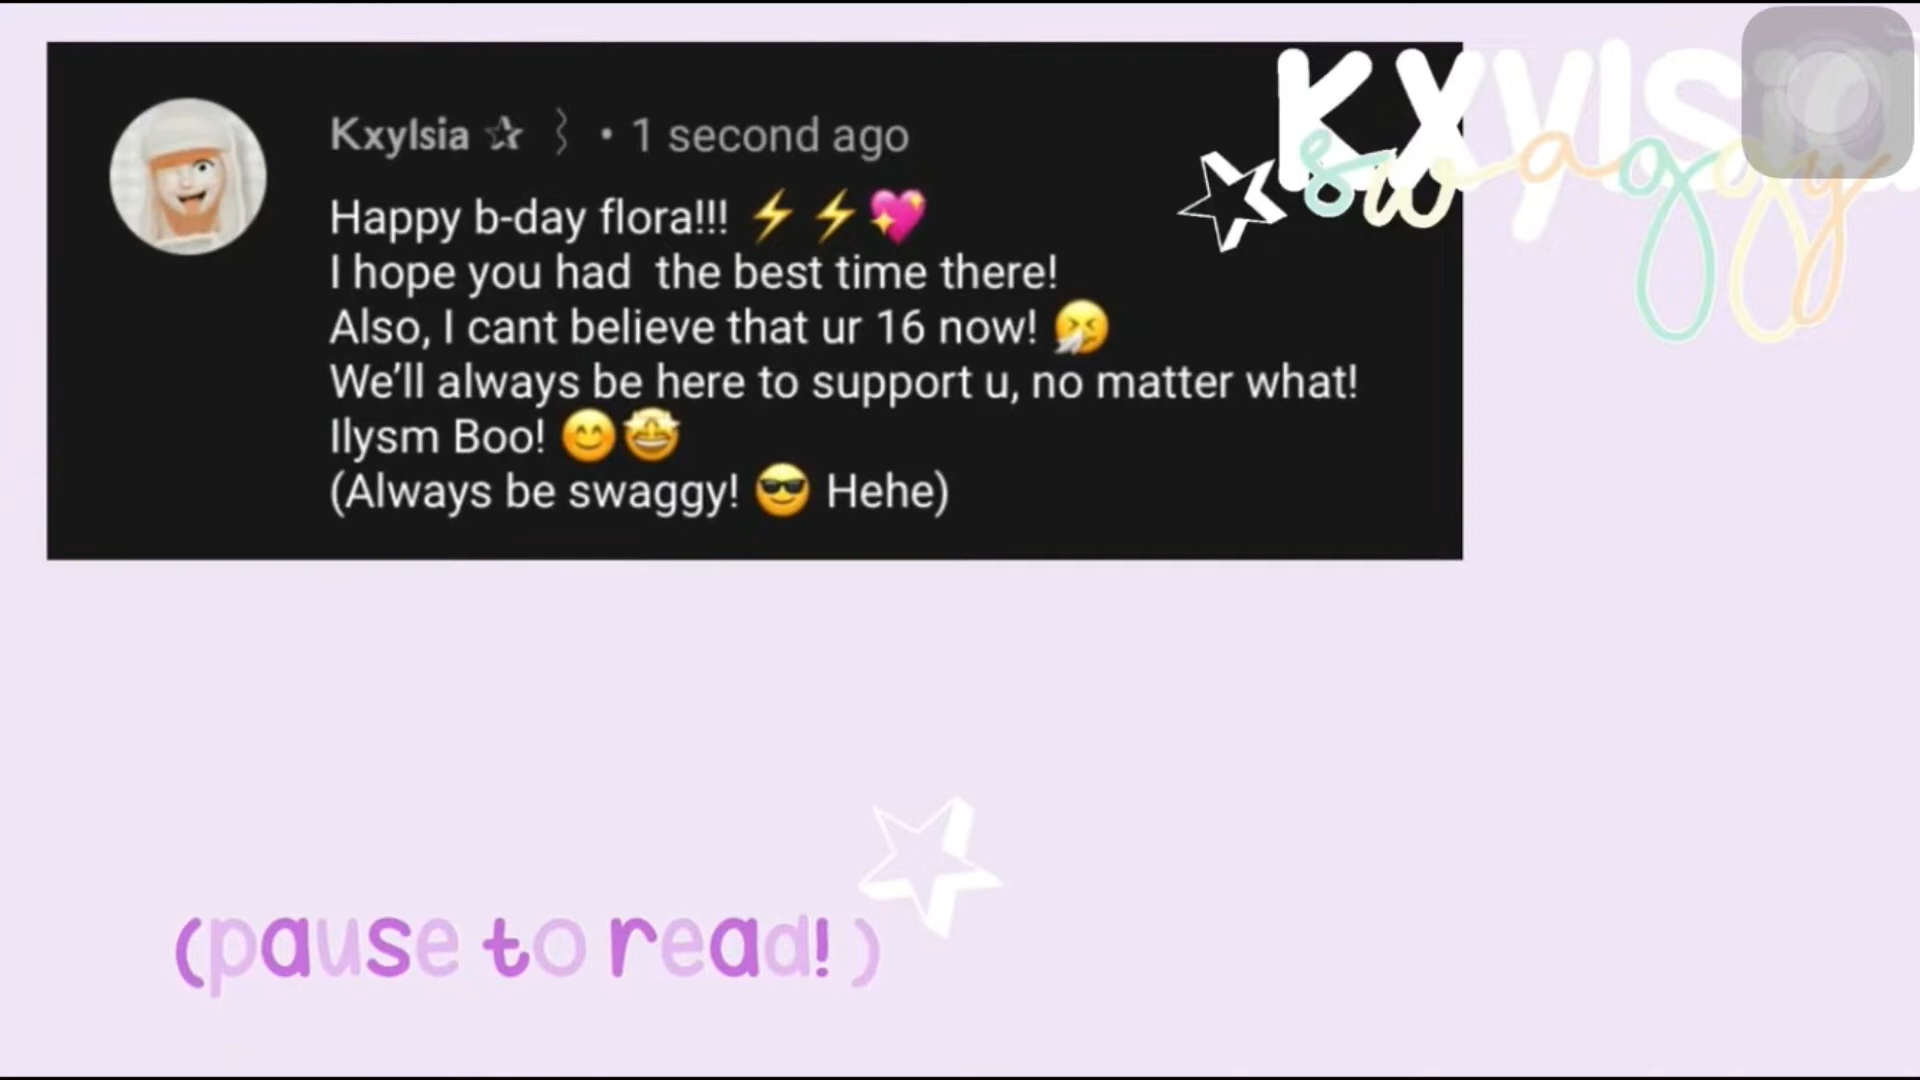 Kxylsia ☆ ⌇ • 1 second ago
Happy b-day flora!!! ⚡⚡💖
I hope you had  the best time there!
Also, I cant believe that ur 16 now! 🤧
We’ll always be here to support u, no matter what!
Ilysm Boo! 😊🤩
(Always be swaggy! 😎 Hehe)
swaggy
(pause to read! )